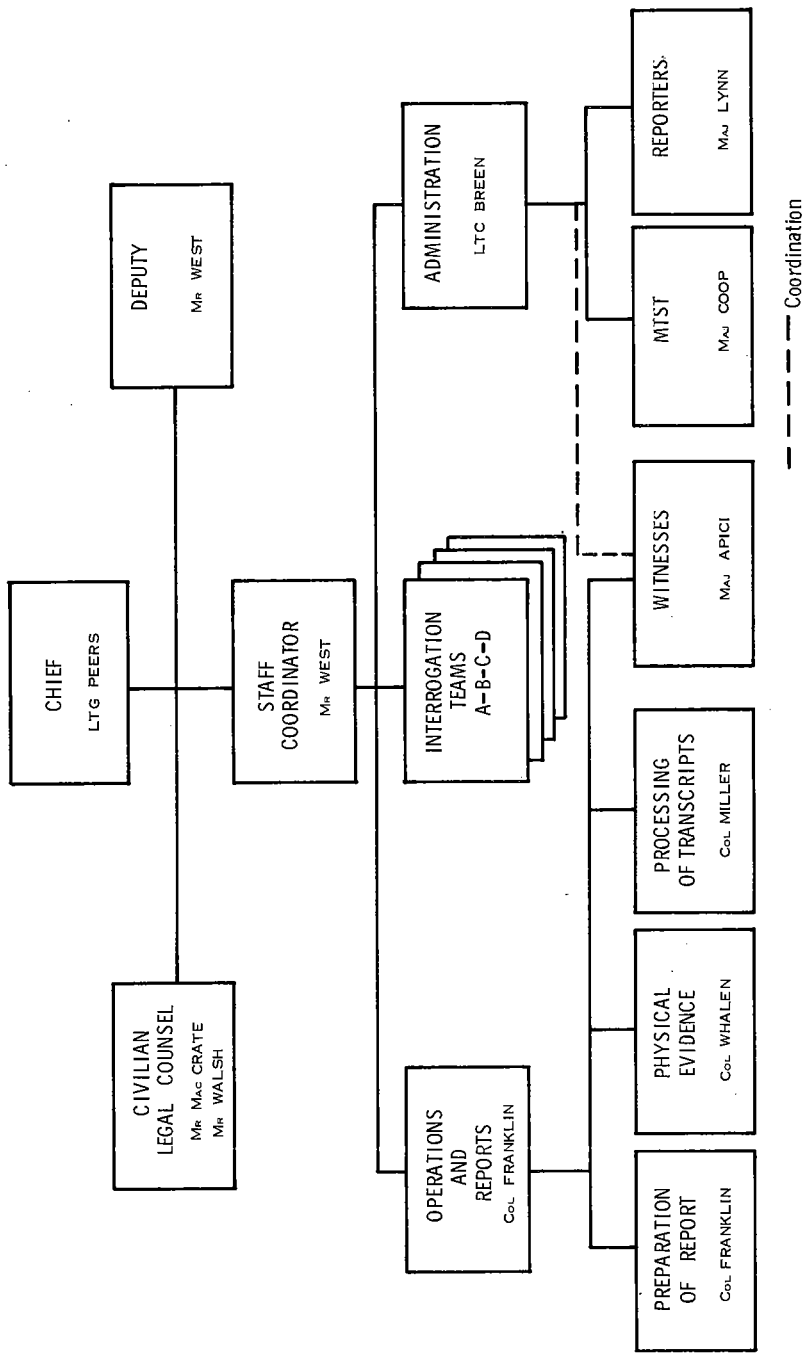 CHIEF
LTG PEERS
CIVILIAN
LEGAL COUNSEL
MR MAC CRATE
MR WALSH
DEPUTY
MR WEST
STAFF
COORDINATOR
MR WEST
OPERATIONS
AND
REPORTS
COL FRANKLIN
INTERROGATION
TEAMS
A-B-C-D
ADMINISTRATION
LTC BREEN
PREPARATION
OF REPORT
COL FRANKLIN
PHYSICAL
EVIDENCE
COL WHALEN
PROCESSING
OF TRANSCRIPTS
COL MILLER
WITNESSES
MAJ APICI
MTST
MAJ COOP
REPORTERS
MAJ LYNN
Coordination